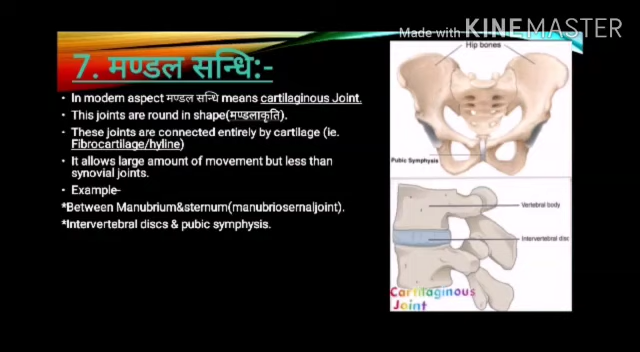 Made with KINEMASTER
7. मण्डल सन्धि:-
• In modern aspect मण्डल सन्धि means cartilaginous Joint.
• This joints are round in shape(मण्डलाकृति).
• These joints are connected entirely by cartilage (ie.
Fibrocartilage/hyline)
• It allows large amount of movement but less than
synovial joints.
• Example-
*Between Manubrium&sternum(manubriosernaljoint).
*Intervertebral discs & pubic symphysis.
Hip bones
Pubic Symphysis
Vertebral body
Intervertebral disc
Cartilaginous
Joint